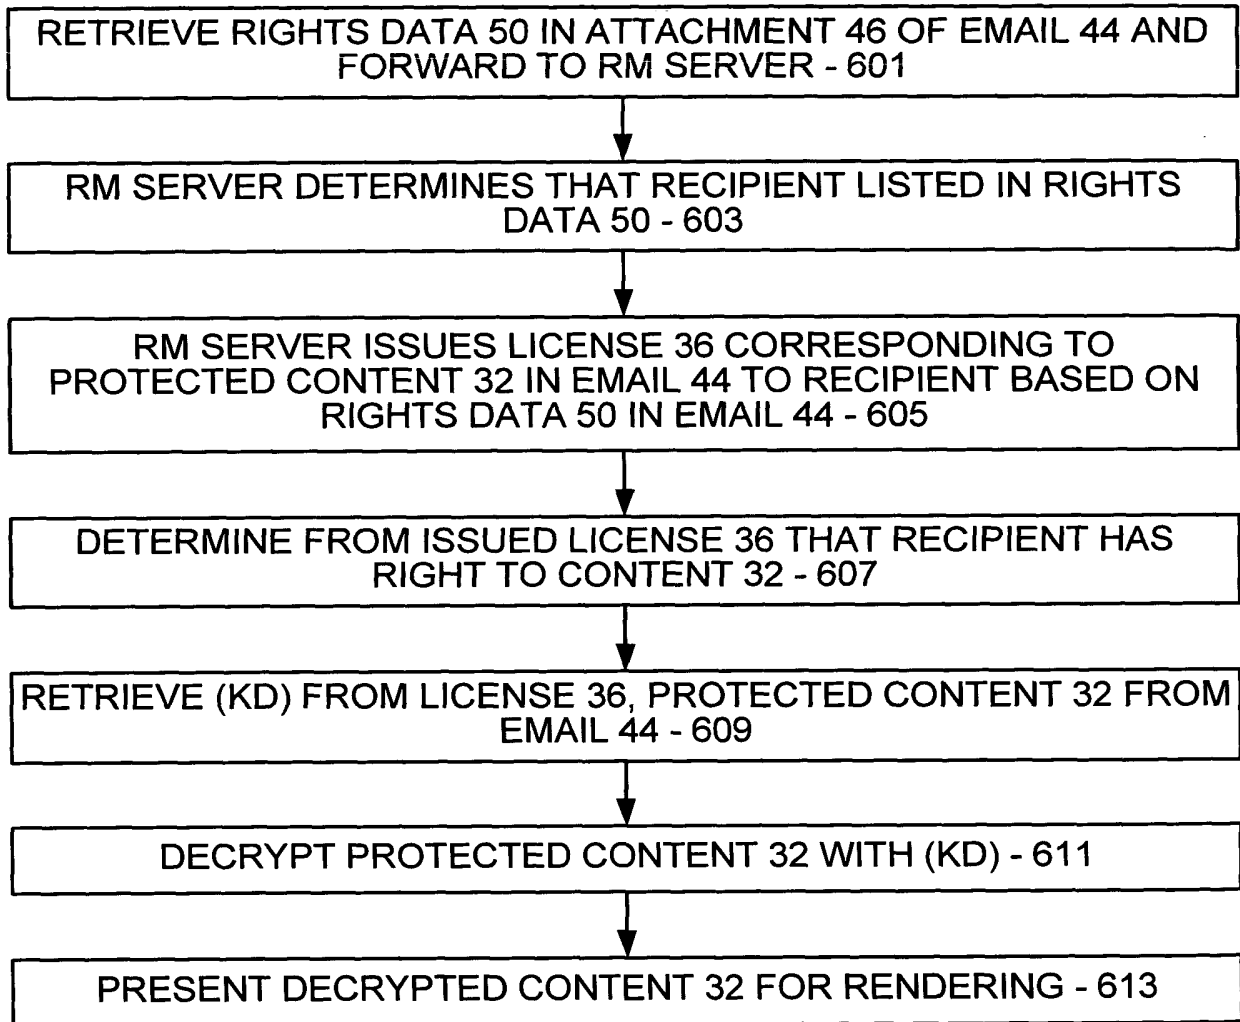 RETRIEVE RIGHTS DATA 50 IN ATTACHMENT 46 OF EMAIL 44 AND
FORWARD TO RM SERVER - 601
RM SERVER DETERMINES THAT RECIPIENT LISTED IN RIGHTS
DATA 50 - 603
RM SERVER ISSUES LICENSE 36 CORRESPONDING TO
PROTECTED CONTENT 32 IN EMAIL 44 TO RECIPIENT BASED ON
RIGHTS DATA 50 IN EMAIL 44 - 605
DETERMINE FROM ISSUED LICENSE 36 THAT RECIPIENT HAS
RIGHT TO CONTENT 32 - 607
RETRIEVE (KD) FROM LICENSE 36, PROTECTED CONTENT 32 FROM
EMAIL 44 - 609
DECRYPT PROTECTED CONTENT 32 WITH (KD) - 611
PRESENT DECRYPTED CONTENT 32 FOR RENDERING - 613